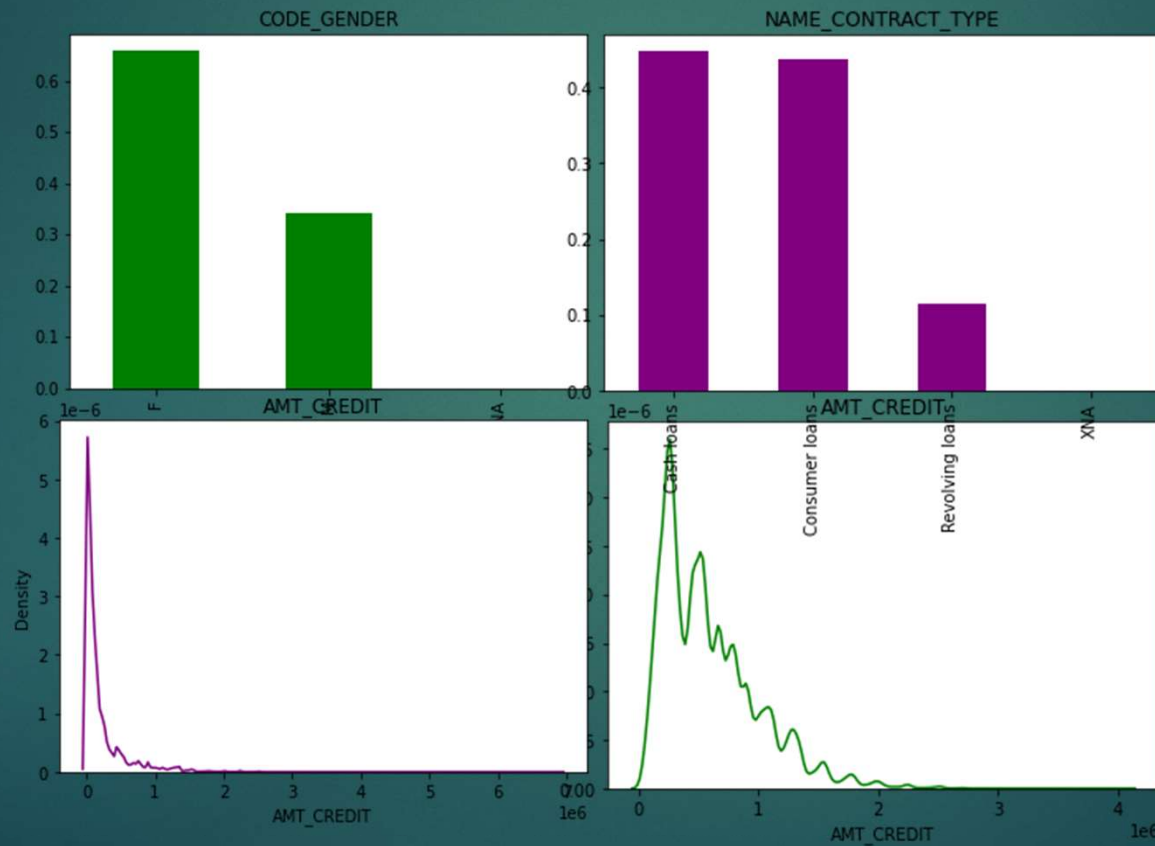 CODE_GENDER
0.6
0.5
0.4
0.3
0.2
0.1
0.0
F
NAME_CONTRACT_TYPE
0.4
0.3
0.2
0.1
0.0
Cash loans
Consumer loans
Revolving loans
XNA
1e-6
AMT_CREDIT
6
5
4
3
2
1
0
Density
0 1 2 3 4 5 6
1e6
AMT_CREDIT
1e-6
AMT_CREDIT
0 1 2 3 4
1e6
AMT_CREDIT